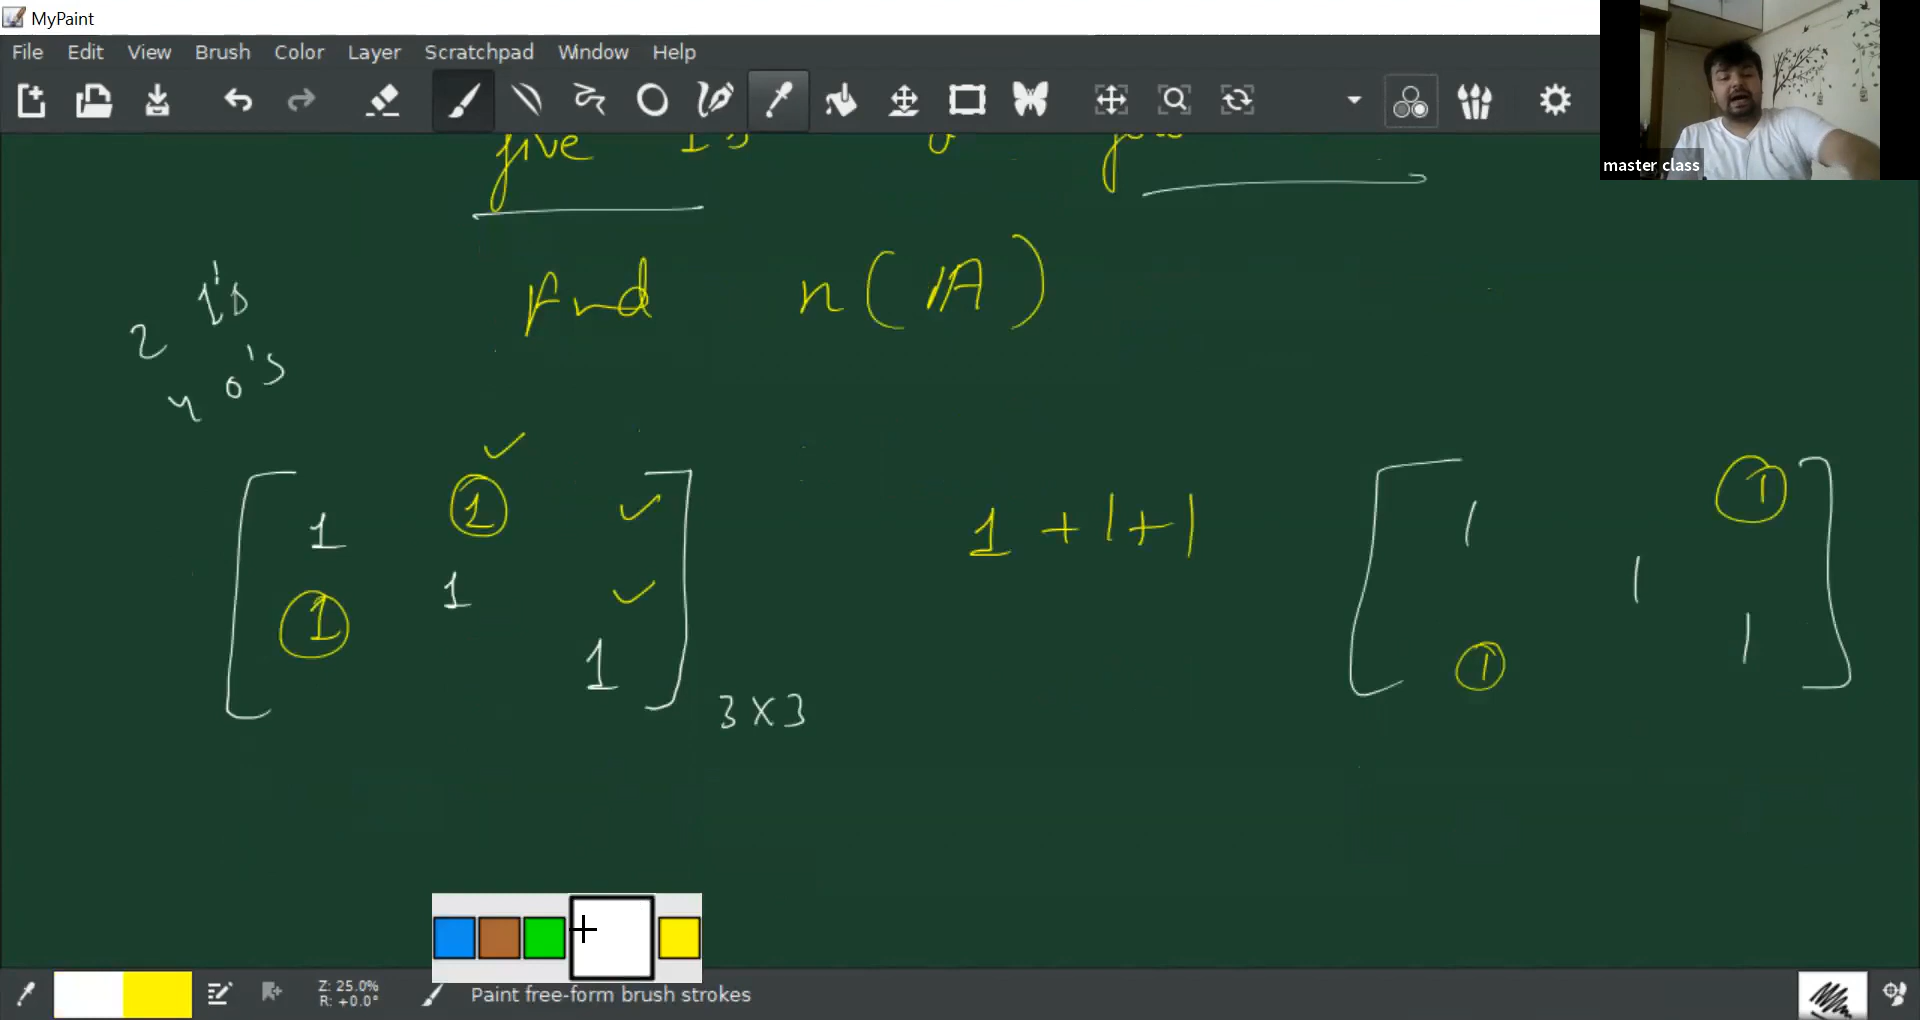 MyPaint
File Edit View Brush Color Layer Scratchpad Window Help
master class
five 1's
find n(A)
2 1's
4 0's
1 1
1 1
1
3×3
1+1+1
1 1
1
1 1
Z: 25.0%
R: +0.0°
Paint free-form brush strokes